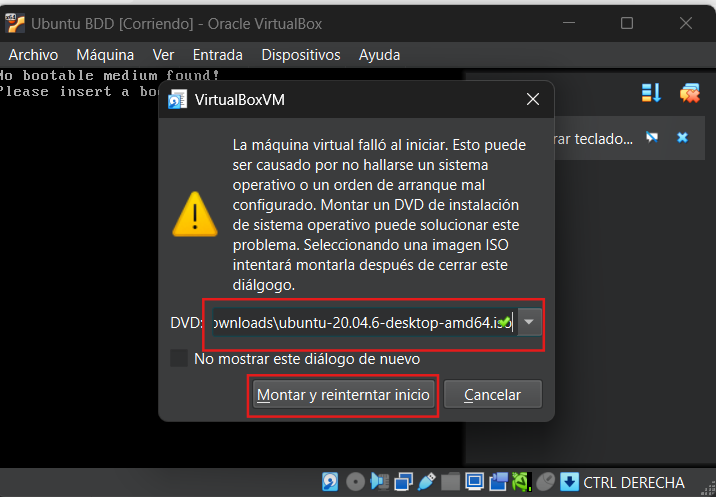 Ubuntu BDD [Corriendo] - Oracle VirtualBox
Archivo Máquina Ver Entrada Dispositivos Ayuda
No bootable medium found!
Please insert a boo
VirtualBoxVM
rar teclado...
La máquina virtual falló al iniciar. Esto puede
ser causado por no hallarse un sistema
operativo o un orden de arranque mal
configurado. Montar un DVD de instalación
de sistema operativo puede solucionar este
problema. Seleccionando una imagen ISO
intentará montarla después de cerrar este
diálgogo.
DVD: ownloads\ubuntu-20.04.6-desktop-amd64.iso
No mostrar este diálogo de nuevo
Montar y reinterntar inicio Cancelar
CTRL DERECHA